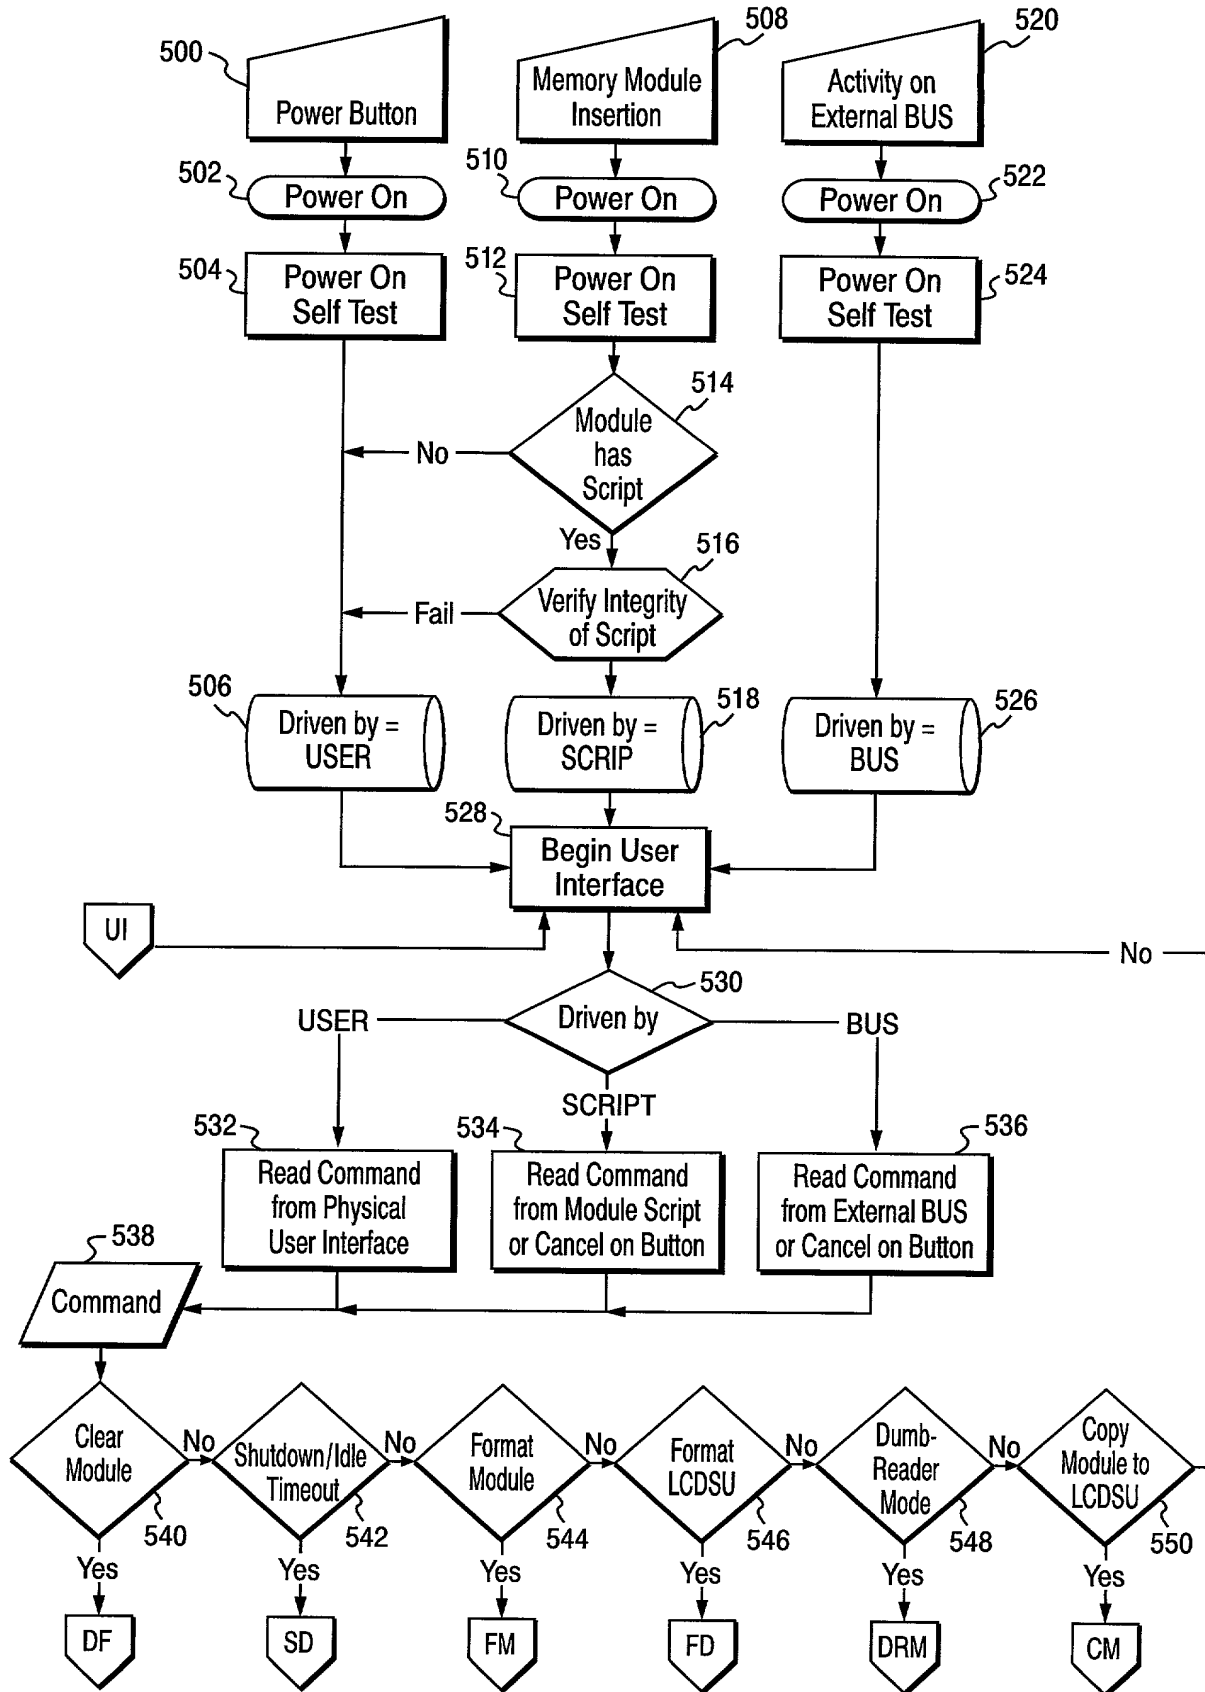 500
Power Button
508
Memory Module
Insertion
520
Activity on
External BUS
502
Power On
510
Power On
522
Power On
504
Power On
Self Test
512
Power On
Self Test
524
Power On
Self Test
514
Module
has
Script
No
Yes
516
Verify Integrity
of Script
Fail
506
Driven by =
USER
518
Driven by =
SCRIP
526
Driven by =
BUS
528
Begin User
Interface
UI
No
530
Driven by
USER
BUS
SCRIPT
532
Read Command
from Physical
User Interface
534
Read Command
from Module Script
or Cancel on Button
536
Read Command
from External BUS
or Cancel on Button
538
Command
Clear
Module
540
No
Shutdown/Idle
Timeout
542
No
Format
Module
544
No
Format
LCDSU
546
No
Dumb-
Reader
Mode
548
No
Copy
Module to
LCDSU
550
Yes
Yes
Yes
Yes
Yes
Yes
DF
SD
FM
FD
DRM
CM